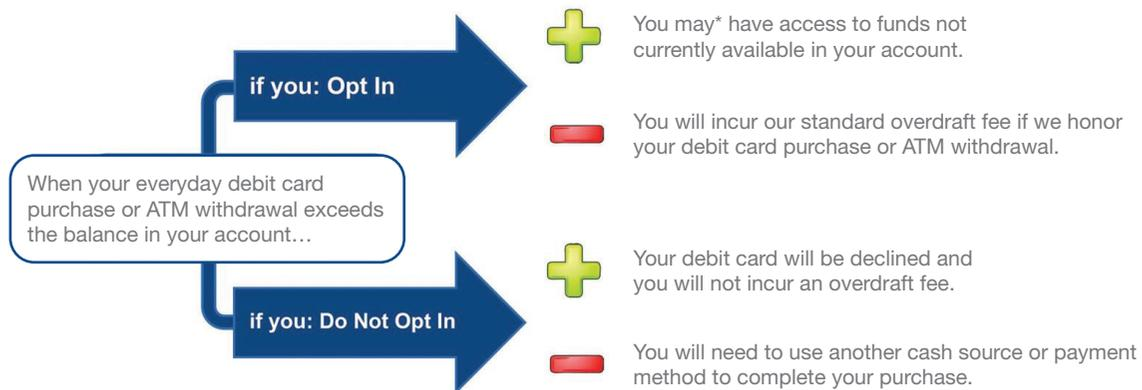 You may* have access to funds not
currently available in your account.
if you: Opt In
You will incur our standard overdraft fee if we honor
your debit card purchase or ATM withdrawal.
When your everyday debit card
purchase or ATM withdrawal exceeds
the balance in your account…
Your debit card will be declined and
you will not incur an overdraft fee.
if you: Do Not Opt In
You will need to use another cash source or payment
method to complete your purchase.